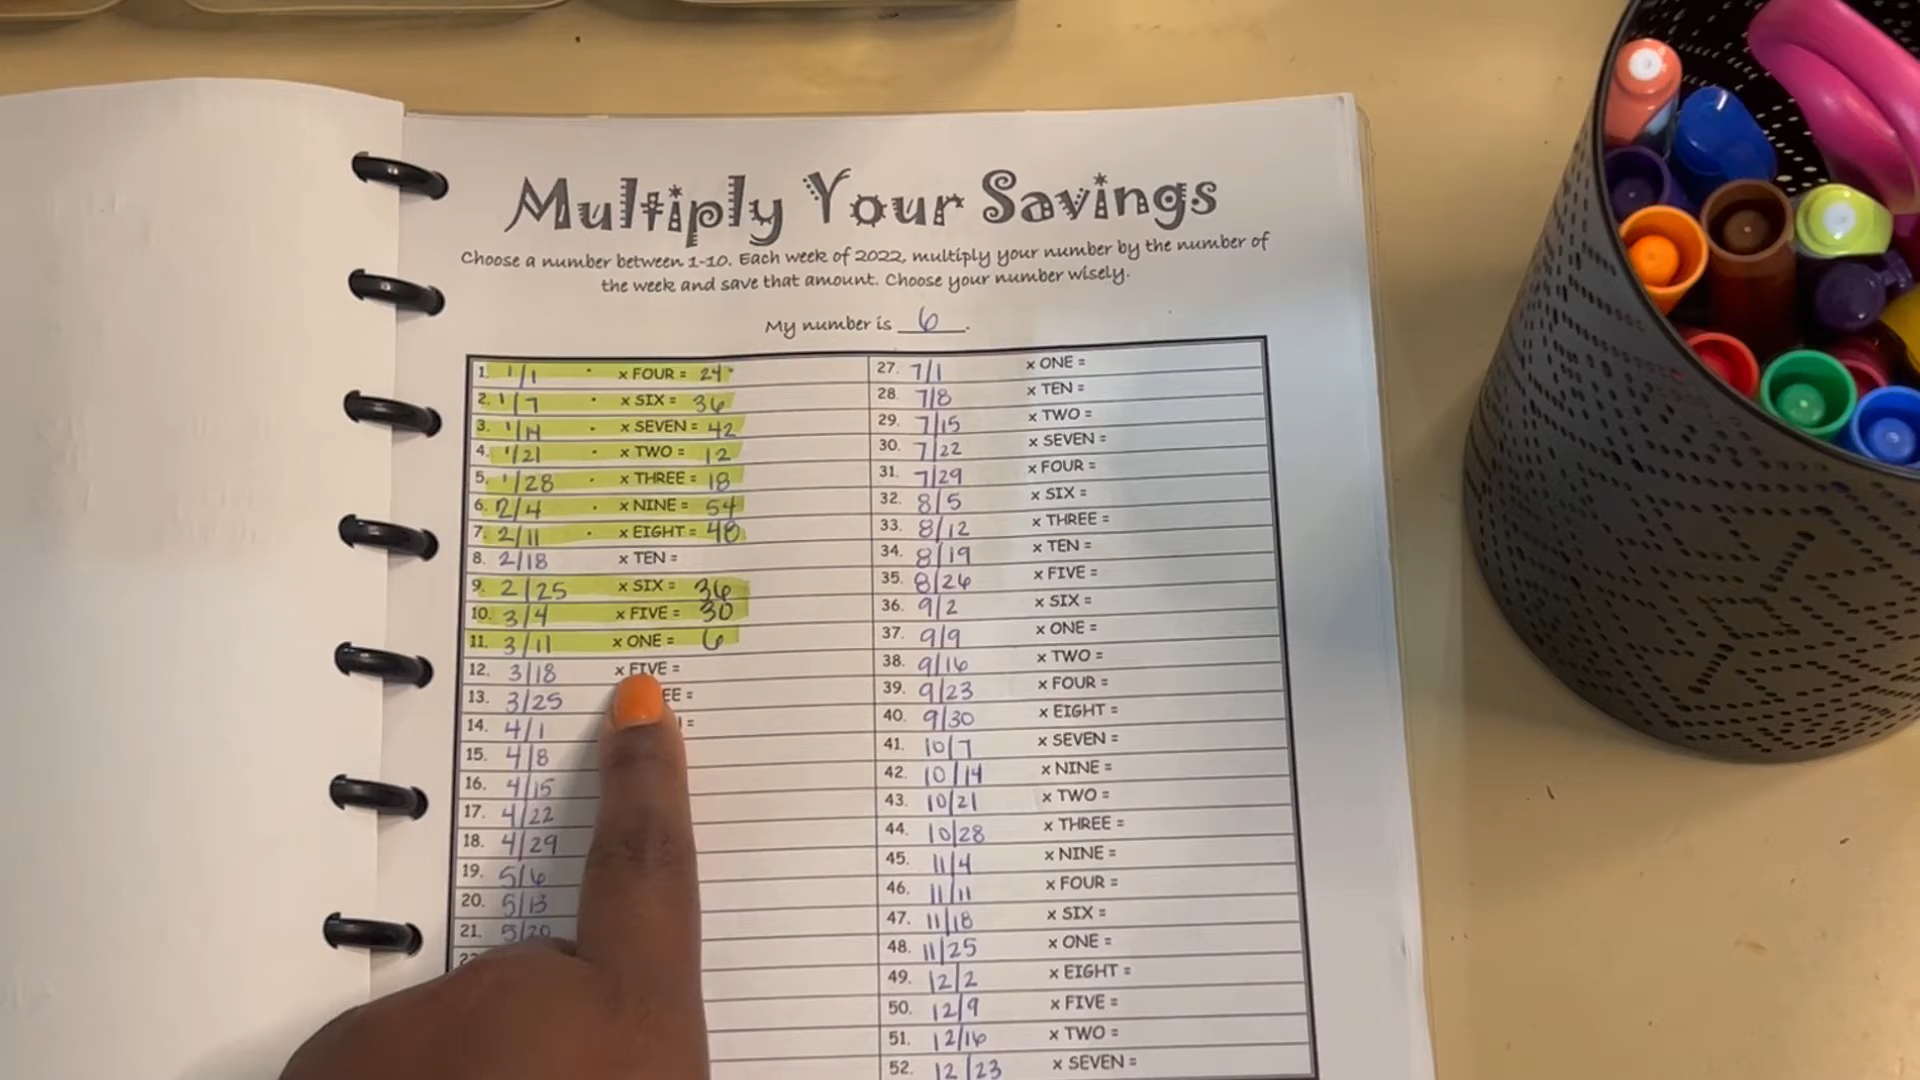 Multiply Your Savings
Choose a number between 1-10. Each week of 2022, multiply your number by the number of
the week and save that amount. Choose your number wisely.
My number is 6.
1. 1/1 x FOUR = 24
2. 1/7 x SIX = 36
3. 1/14 x SEVEN = 42
4. 1/21 x TWO = 12
5. 1/28 x THREE = 18
6. 2/4 x NINE = 54
7. 2/11 x EIGHT = 48
8. 2/18 x TEN =
9. 2/25 x SIX = 36
10. 3/4 x FIVE = 30
11. 3/11 x ONE = 6
12. 3/18 x FIVE =
13. 3/25 EE =
14. 4/1 =
15. 4/8
16. 4/15
17. 4/22
18. 4/29
19. 5/6
20. 5/13
21. 5/20
27. 7/1 x ONE =
28. 7/8 x TEN =
29. 7/15 x TWO =
30. 7/22 x SEVEN =
31. 7/29 x FOUR =
32. 8/5 x SIX =
33. 8/12 x THREE =
34. 8/19 x TEN =
35. 8/26 x FIVE =
36. 9/2 x SIX =
37. 9/9 x ONE =
38. 9/16 x TWO =
39. 9/23 x FOUR =
40. 9/30 x EIGHT =
41. 10/7 x SEVEN =
42. 10/14 x NINE =
43. 10/21 x TWO =
44. 10/28 x THREE =
45. 11/4 x NINE =
46. 11/11 x FOUR =
47. 11/18 x SIX =
48. 11/25 x ONE =
49. 12/2 x EIGHT =
50. 12/9 x FIVE =
51. 12/16 x TWO =
52. 12/23 x SEVEN =